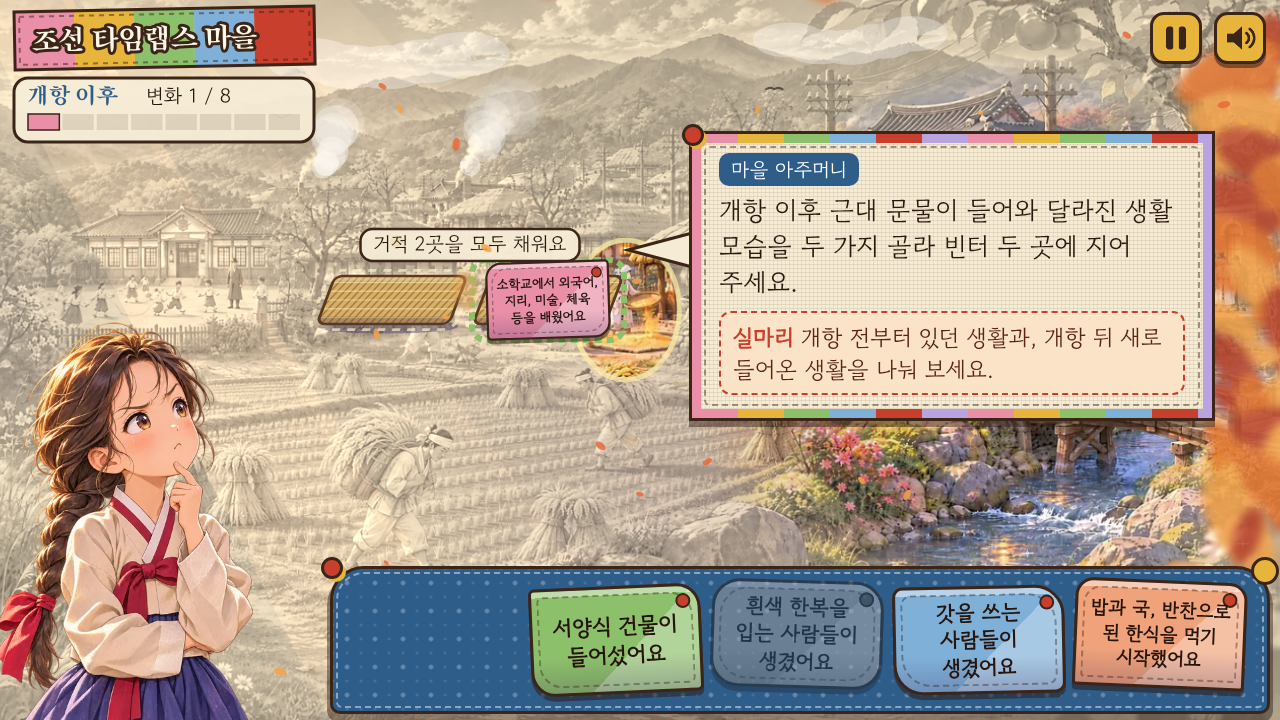 조선 타임랩스 마을
개항 이후 변화 1 / 8
거적 2곳을 모두 채워요
소학교에서 외국어,
지리, 미술, 체육
등을 배웠어요
마을 아주머니
개항 이후 근대 문물이 들어와 달라진 생활
모습을 두 가지 골라 빈터 두 곳에 지어
주세요.
실마리 개항 전부터 있던 생활과, 개항 뒤 새로
들어온 생활을 나눠 보세요.
서양식 건물이
들어섰어요
흰색 한복을
입는 사람들이
생겼어요
갓을 쓰는
사람들이
생겼어요
밥과 국, 반찬으로
된 한식을 먹기
시작했어요